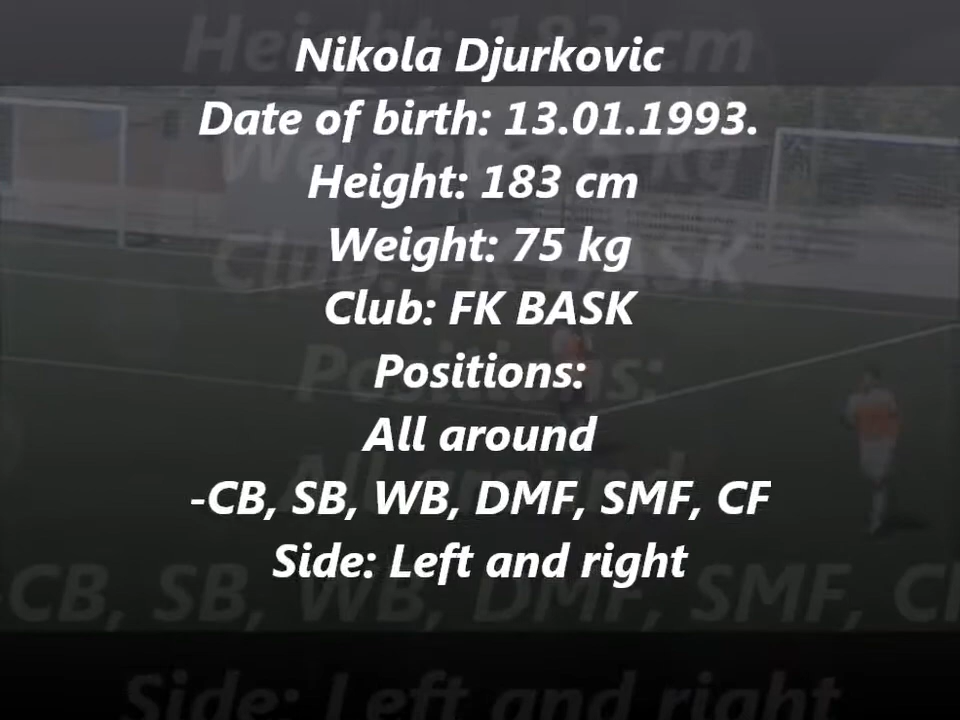 Nikola Djurkovic
Date of birth: 13.01.1993.
Height: 183 cm
Weight: 75 kg
Club: FK BASK
Positions:
All around
-CB, SB, WB, DMF, SMF, CF
Side: Left and right